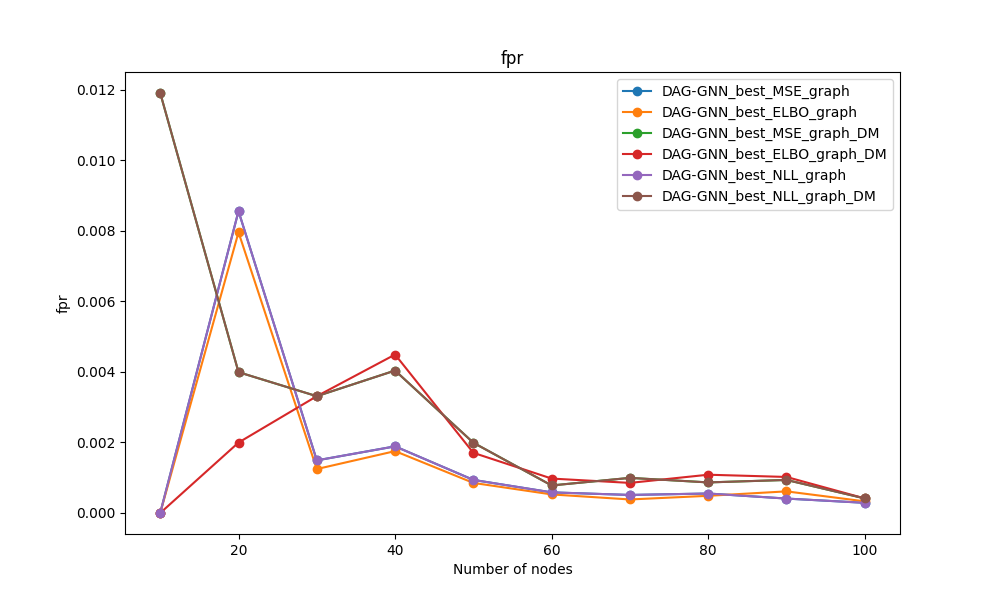 fpr
DAG-GNN_best_MSE_graph
DAG-GNN_best_ELBO_graph
DAG-GNN_best_MSE_graph_DM
DAG-GNN_best_ELBO_graph_DM
DAG-GNN_best_NLL_graph
DAG-GNN_best_NLL_graph_DM
0.012
0.010
0.008
0.006
0.004
0.002
0.000
fpr
20
40
60
80
100
Number of nodes